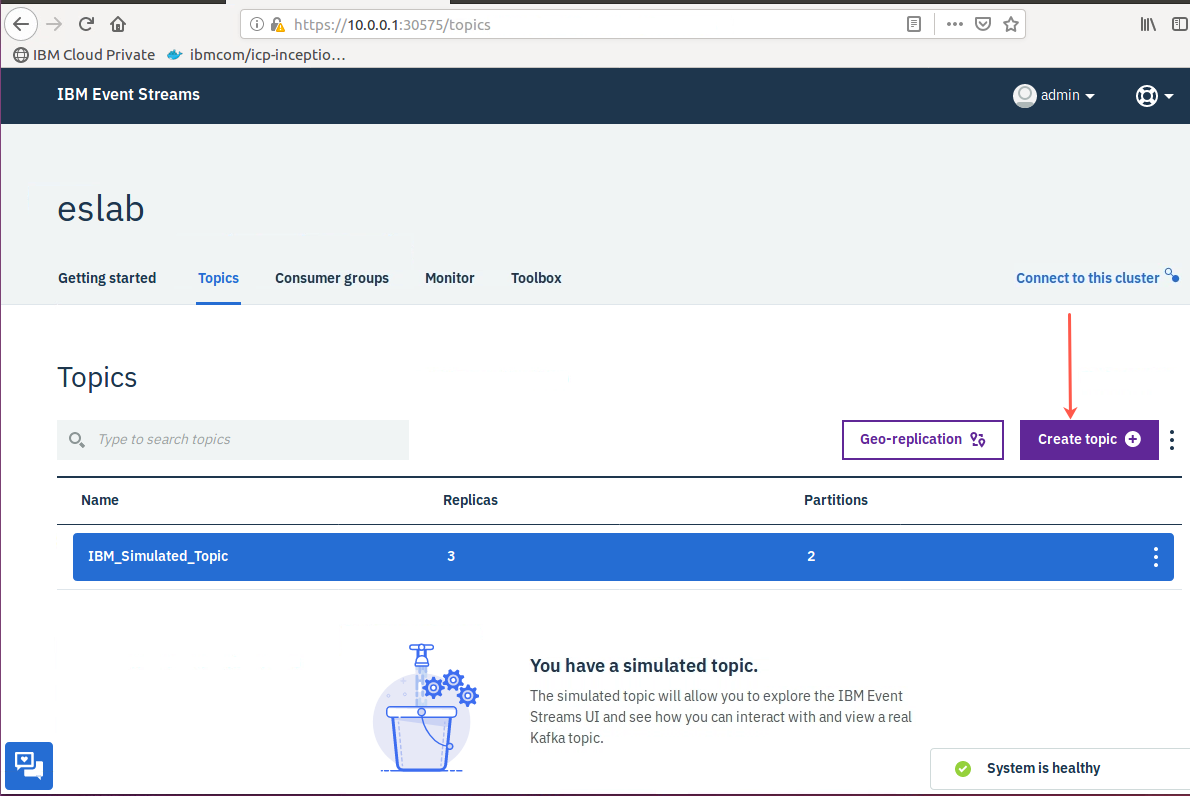 https://10.0.0.1:30575/topics
IBM Cloud Private ibmcom/icp-inceptio…
IBM Event Streams admin
eslab
Getting started Topics Consumer groups Monitor Toolbox Connect to this cluster
Topics
Type to search topics Geo-replication Create topic
Name Replicas Partitions
IBM_Simulated_Topic 3 2
You have a simulated topic.
The simulated topic will allow you to explore the IBM Event
Streams UI and see how you can interact with and view a real
Kafka topic.
System is healthy